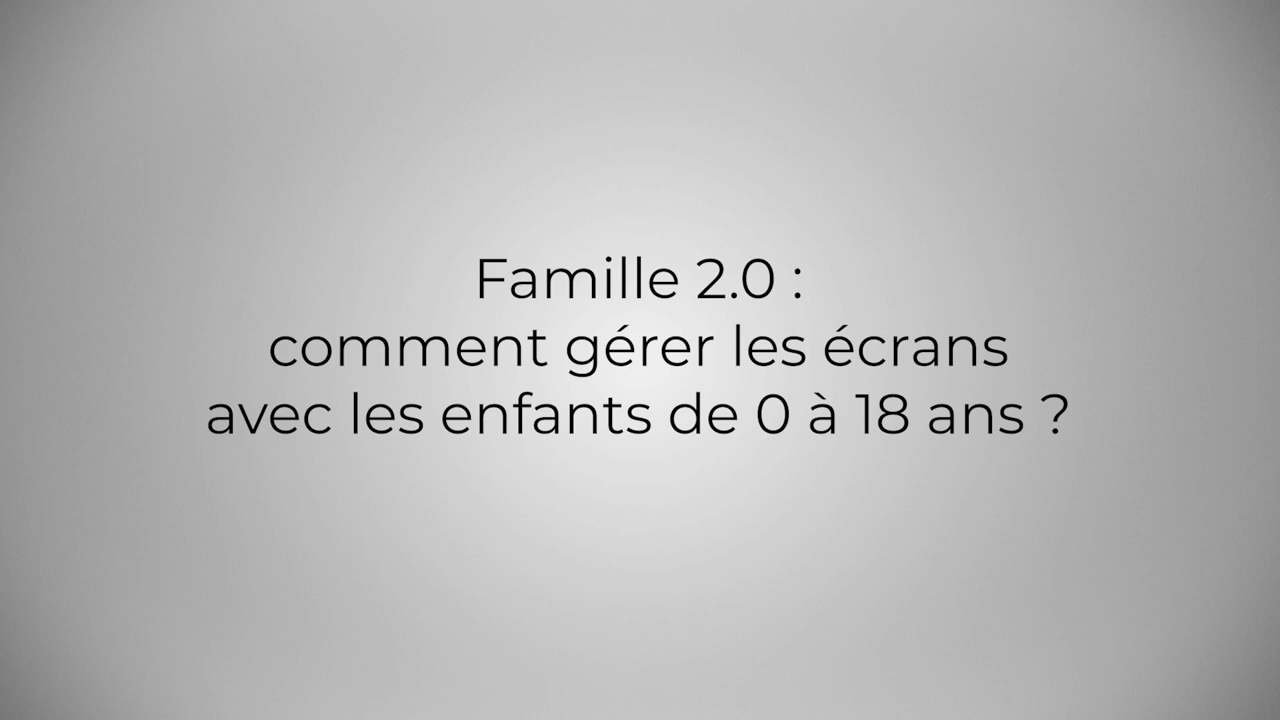 Famille 2.0 :
comment gérer les écrans
avec les enfants de 0 à 18 ans ?